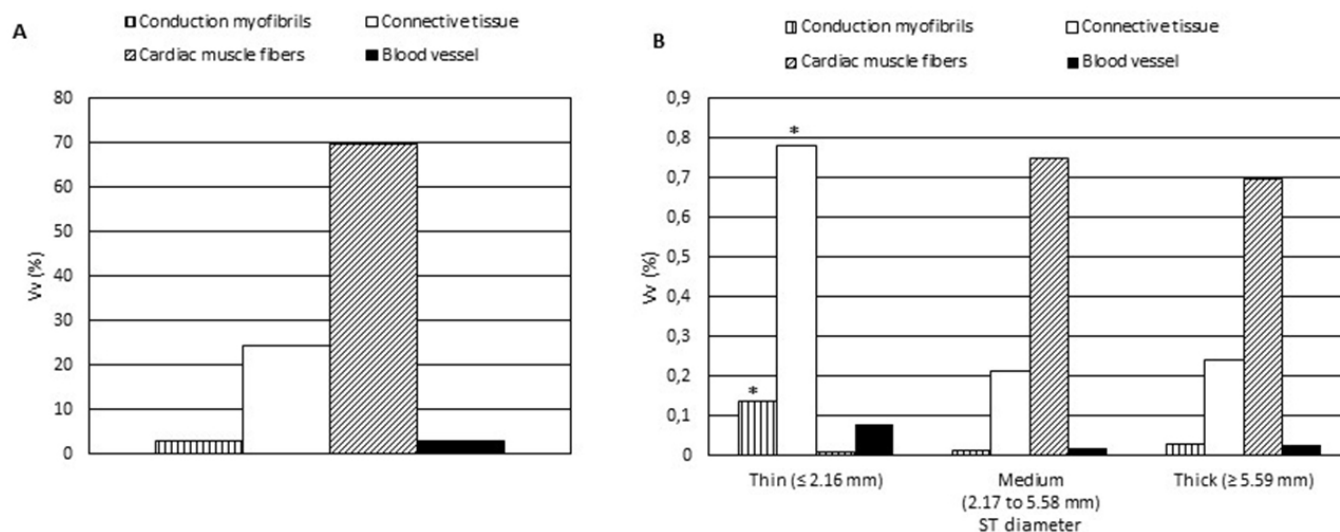 A
Conduction myofibrils
Connective tissue
Cardiac muscle fibers
Blood vessel
80
70
60
50
40
30
20
10
0
Vv (%)
B
Conduction myofibrils
Connective tissue
Cardiac muscle fibers
Blood vessel
0,9
0,8
0,7
0,6
0,5
0,4
0,3
0,2
0,1
0
Vv (%)
*
*
Thin (≤ 2.16 mm)
Medium
(2.17 to 5.58 mm)
Thick (≥ 5.59 mm)
ST diameter